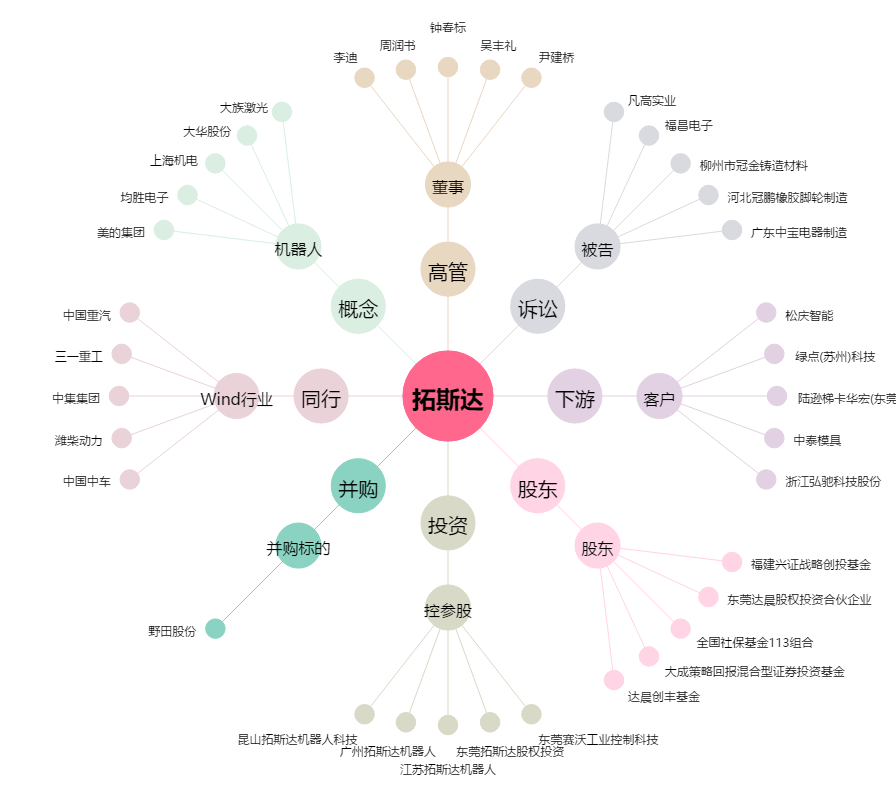 钟春标
周润书
吴丰礼
李迪
尹建桥
董事
高管
大族激光
大华股份
上海机电
均胜电子
美的集团
机器人
概念
凡高实业
福昌电子
柳州市冠金铸造材料
河北冠鹏橡胶脚轮制造
广东中宝电器制造
被告
诉讼
中国重汽
三一重工
中集集团
潍柴动力
中国中车
Wind行业
同行
拓斯达
下游
客户
松庆智能
绿点(苏州)科技
陆逊梯卡华宏(东莞
中泰模具
浙江弘驰科技股份
并购
并购标的
野田股份
投资
控参股
昆山拓斯达机器人科技
广州拓斯达机器人
江苏拓斯达机器人
东莞拓斯达股权投资
东莞赛沃工业控制科技
股东
股东
福建兴证战略创投基金
东莞达晨股权投资合伙企业
全国社保基金113组合
大成策略回报混合型证券投资基金
达晨创丰基金